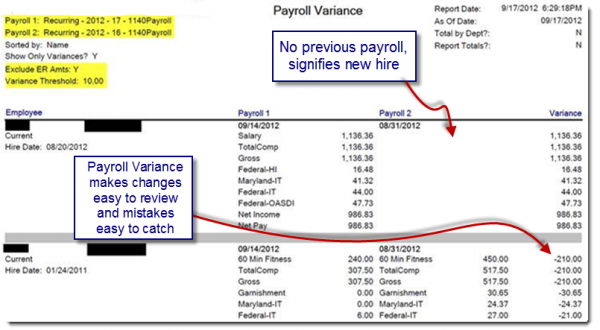 Payroll Variance
Report Date: 9/17/2012 6:29:18PM
As Of Date: 09/17/2012
Total by Dept?: N
Report Totals?: N
Payroll 1: Recurring - 2012 - 17 - 1140Payroll
Payroll 2: Recurring - 2012 - 16 - 1140Payroll
Sorted by: Name
Show Only Variances? Y
Exclude ER Amts: Y
Variance Threshold: 10.00
No previous payroll,
signifies new hire
Employee Payroll 1 Payroll 2 Variance
09/14/2012 08/31/2012
Current Salary 1,136.36 1,136.36
Hire Date: 08/20/2012 TotalComp 1,136.36 1,136.36
Gross 1,136.36 1,136.36
Federal-HI 16.48 16.48
Maryland-IT 41.32 41.32
Federal-IT 44.00 44.00
Federal-OASDI 47.73 47.73
Net Income 986.83 986.83
Net Pay 986.83 986.83
Payroll Variance
makes changes
easy to review
and mistakes
easy to catch
09/14/2012 08/31/2012
Current 60 Min Fitness 240.00 60 Min Fitness 450.00 -210.00
Hire Date: 01/24/2011 TotalComp 307.50 TotalComp 517.50 -210.00
Gross 307.50 Gross 517.50 -210.00
Garnishment 0.00 Garnishment 30.65 -30.65
Maryland-IT 0.00 Maryland-IT 24.37 -24.37
Federal-IT 6.00 Federal-IT 27.00 -21.00